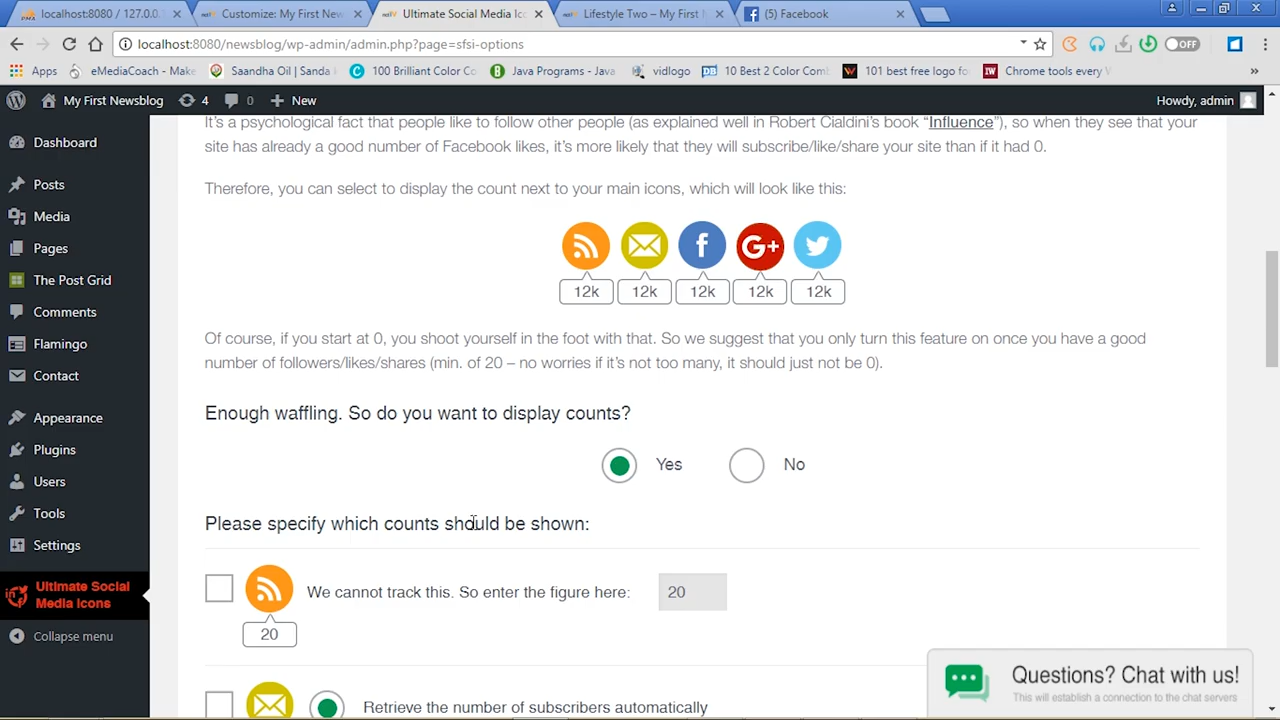 localhost:8080 / 127.0.0.1
Customize: My First New
Ultimate Social Media Ico
Lifestyle Two – My First N
(5) Facebook
localhost:8080/newsblog/wp-admin/admin.php?page=sfsi-options
OFF
Apps
eMediaCoach - Make
Saandha Oil | Sanda
100 Brilliant Color Co
Java Programs - Java
vidlogo
10 Best 2 Color Comb
101 best free logo fo
Chrome tools every W
My First Newsblog
4
0
New
Howdy, admin
Dashboard
Posts
Media
Pages
The Post Grid
Comments
Flamingo
Contact
Appearance
Plugins
Users
Tools
Settings
Ultimate Social
Media Icons
Collapse menu
It's a psychological fact that people like to follow other people (as explained well in Robert Cialdini's book “Influence”), so when they see that your
site has already a good number of Facebook likes, it's more likely that they will subscribe/like/share your site than if it had 0.
Therefore, you can select to display the count next to your main icons, which will look like this:
f G+
12k 12k 12k 12k 12k
Of course, if you start at 0, you shoot yourself in the foot with that. So we suggest that you only turn this feature on once you have a good
number of followers/likes/shares (min. of 20 – no worries if it's not too many, it should just not be 0).
Enough waffling. So do you want to display counts?
Yes No
Please specify which counts should be shown:
We cannot track this. So enter the figure here: 20
20
Retrieve the number of subscribers automatically
Questions? Chat with us!
This will establish a connection to the chat servers